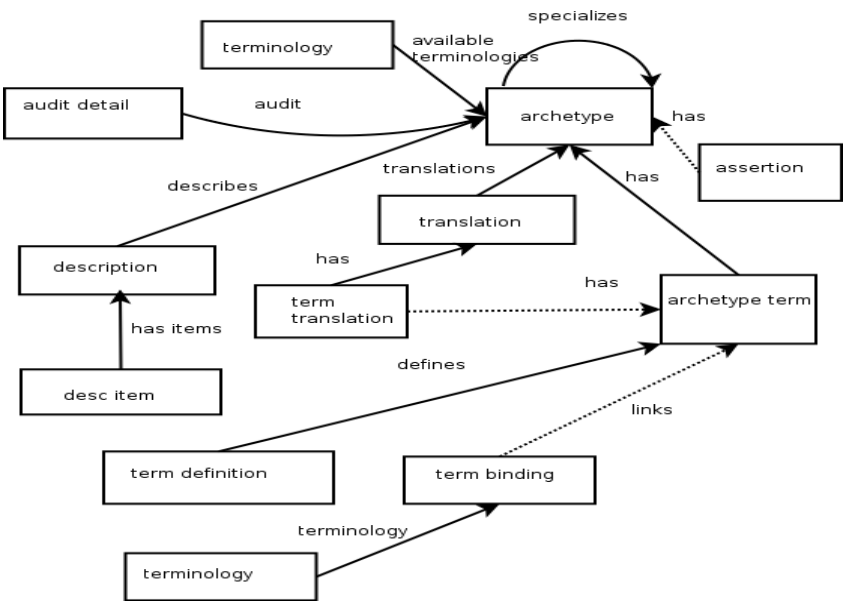 specializes
terminology
available
terminologies
audit detail
audit
archetype
has
translations
assertion
describes
has
translation
description
has
has
term
translation
archetype term
has items
defines
desc item
links
term definition
term binding
terminology
terminology